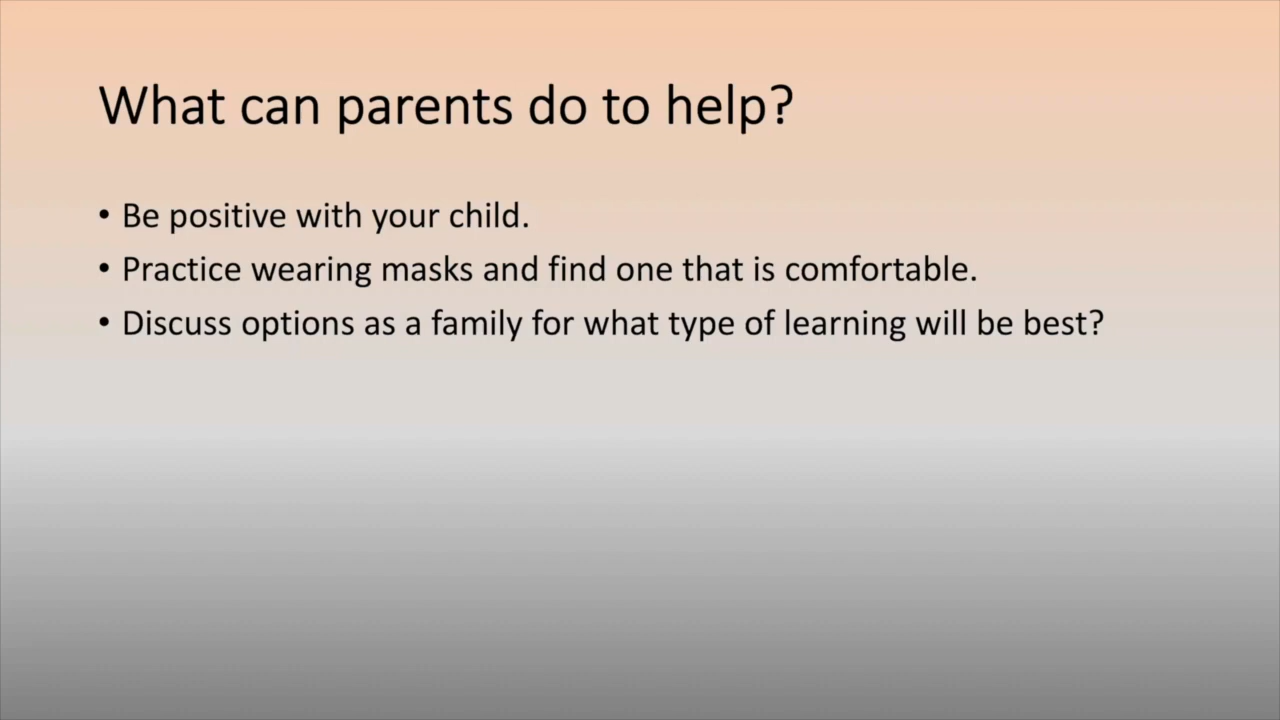 What can parents do to help?
• Be positive with your child.
• Practice wearing masks and find one that is comfortable.
• Discuss options as a family for what type of learning will be best?